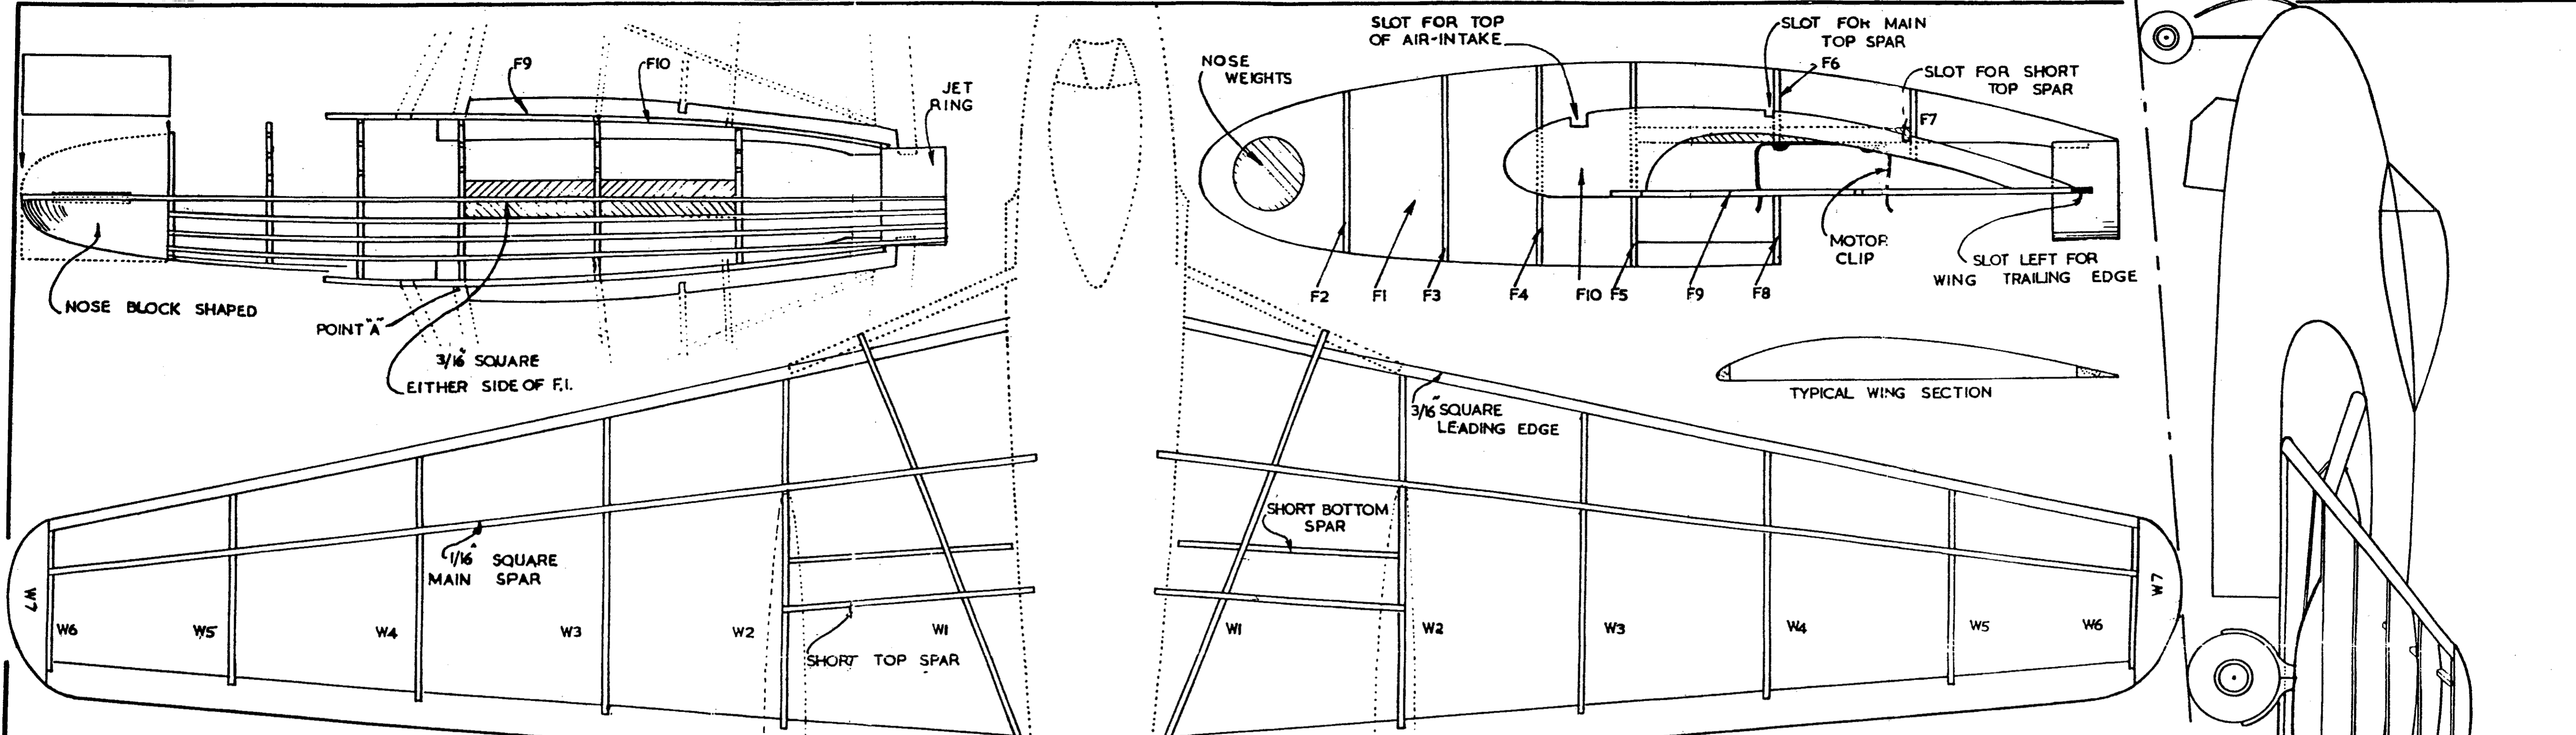 F9
F10
JET
RING
NOSE BLOCK SHAPED
POINT "A"
3/16" SQUARE
EITHER SIDE OF F.1.
SLOT FOR TOP
OF AIR-INTAKE
NOSE
WEIGHTS
SLOT FOR MAIN
TOP SPAR
F6
SLOT FOR SHORT
TOP SPAR
F7
MOTOR
CLIP
SLOT LEFT FOR
WING TRAILING EDGE
F2
F1
F3
F4
F10
F5
F9
F8
TYPICAL WING SECTION
3/16" SQUARE
LEADING EDGE
SHORT BOTTOM
SPAR
1/16" SQUARE
MAIN SPAR
SHORT TOP SPAR
W7
W6
W5
W4
W3
W2
W1
W1
W2
W3
W4
W5
W6
W7